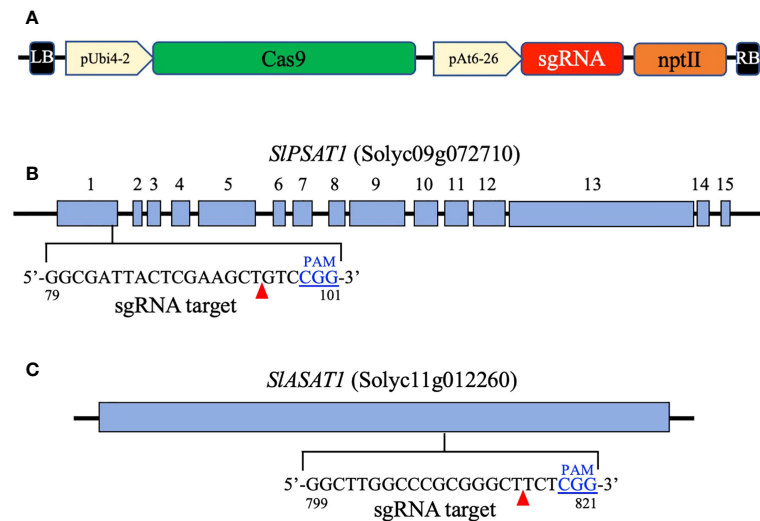 A
LB pUbi4-2 Cas9 pAt6-26 sgRNA nptII RB
SlPSAT1 (Solyc09g072710)
B
1 2 3 4 5 6 7 8 9 10 11 12 13 14 15
PAM
5’-GGCGATTACTCGAAGCTGTCCGG-3’
79 101
sgRNA target
C
SlASAT1 (Solyc11g012260)
PAM
5’-GGCTTGGCCCGCGGGCTTCTCGG-3’
799 821
sgRNA target